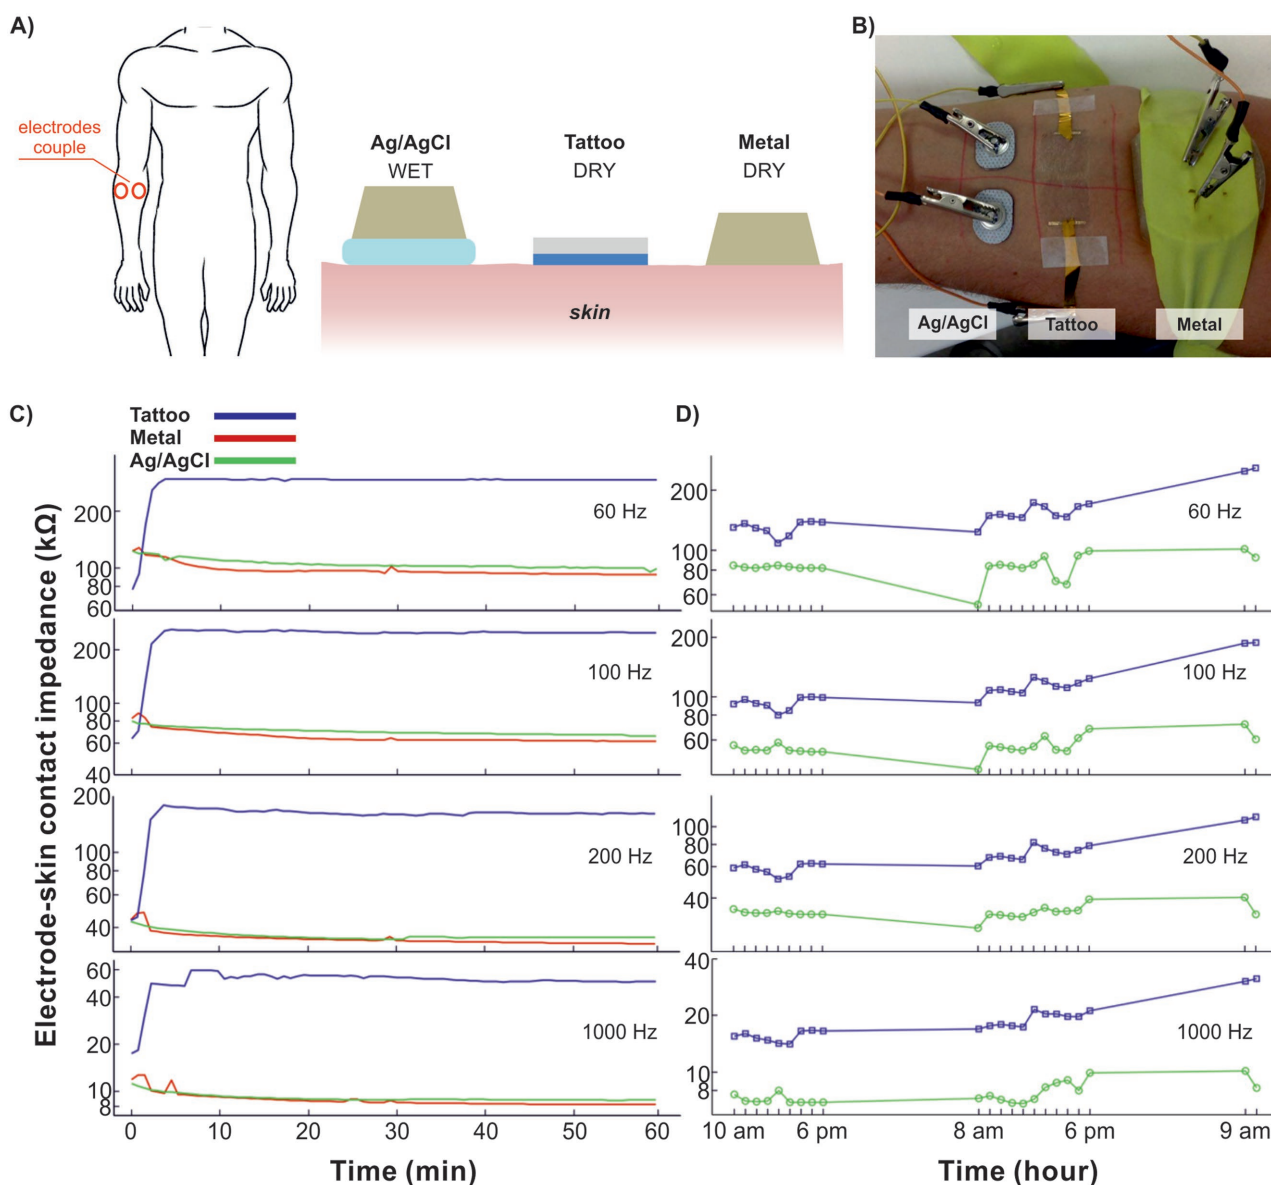 A)
electrodes
couple
Ag/AgCl
WET
Tattoo
DRY
Metal
DRY
skin
B)
Ag/AgCl
Tattoo
Metal
C)
Tattoo
Metal
Ag/AgCl
Electrode-skin contact impedance (kΩ)
200
100
80
60
60 Hz
200
100
80
60
40
100 Hz
200
100
80
60
40
200 Hz
60
40
20
10
8
1000 Hz
0 10 20 30 40 50 60
Time (min)
D)
200
100
80
60
60 Hz
200
100
80
60
100 Hz
100
80
60
40
200 Hz
40
20
10
8
1000 Hz
10 am 6 pm 8 am 6 pm 9 am
Time (hour)